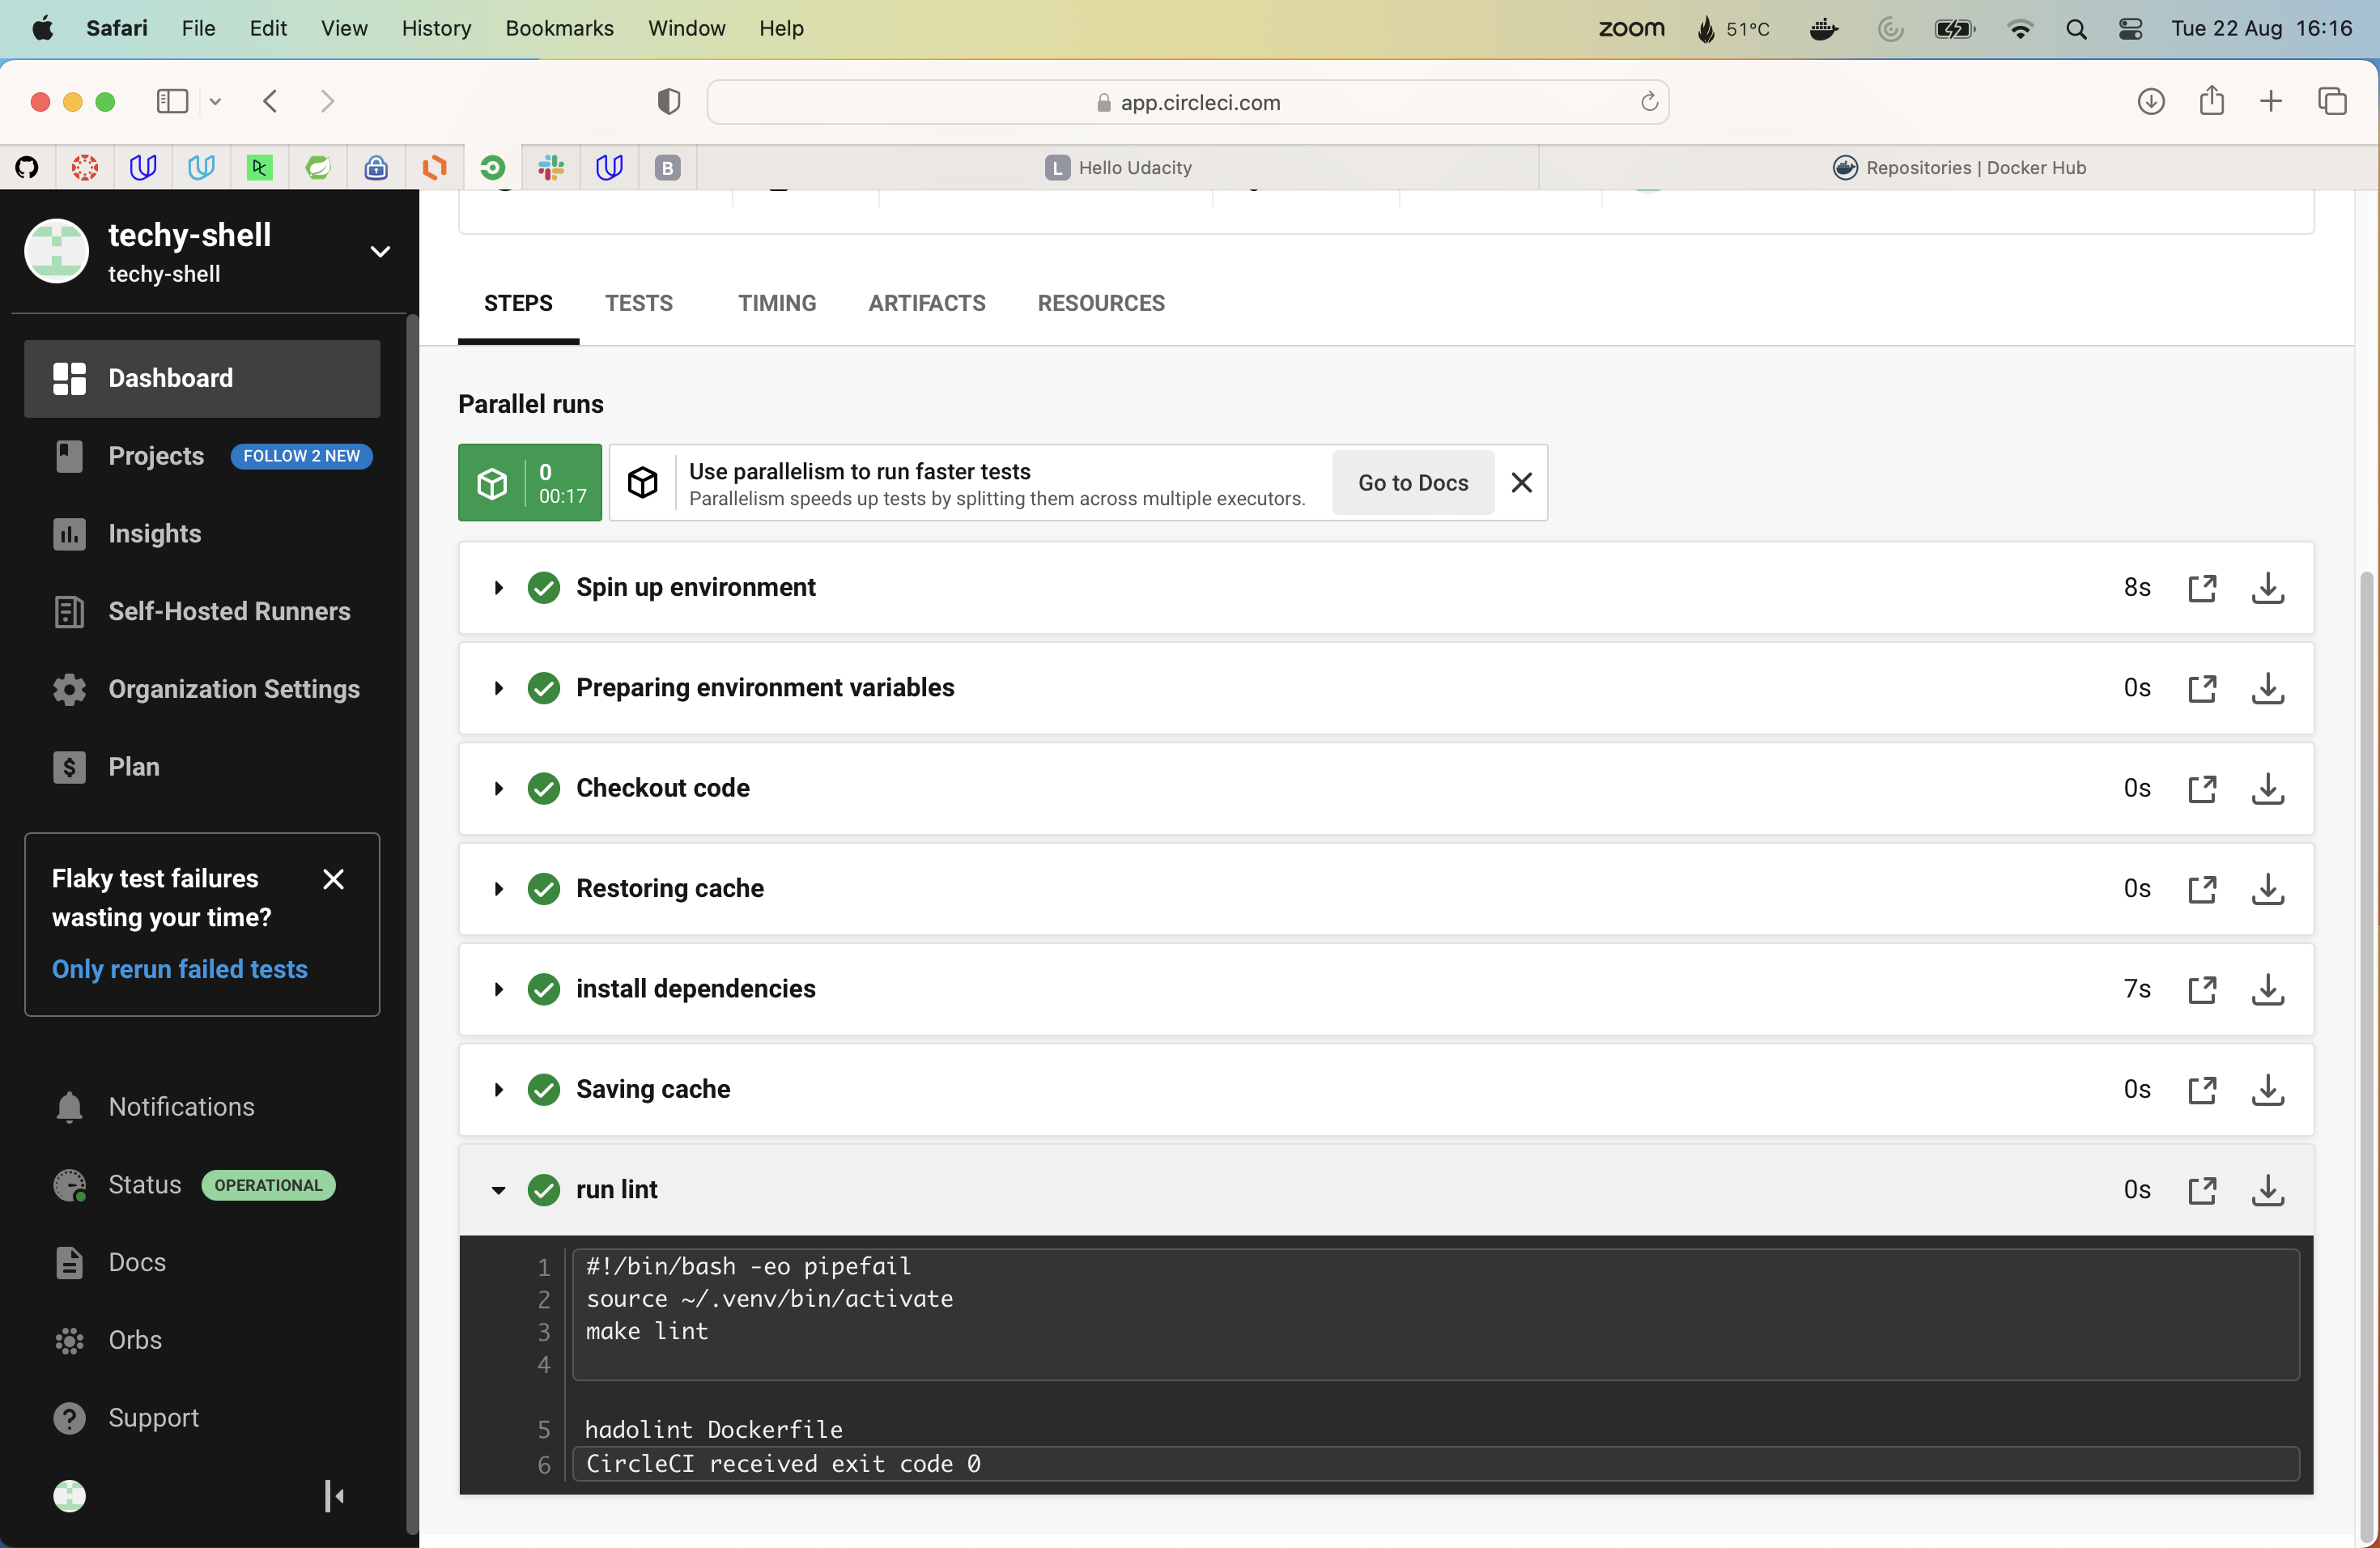 Safari File Edit View History Bookmarks Window Help zoom 51°C Tue 22 Aug 16:16
app.circleci.com
B L Hello Udacity Repositories | Docker Hub
techy-shell
techy-shell
Dashboard
Projects FOLLOW 2 NEW
Insights
Self-Hosted Runners
Organization Settings
Plan
Flaky test failures
wasting your time?
Only rerun failed tests
Notifications
Status OPERATIONAL
Docs
Orbs
Support
STEPS TESTS TIMING ARTIFACTS RESOURCES
Parallel runs
0
00:17
Use parallelism to run faster tests
Parallelism speeds up tests by splitting them across multiple executors.
Go to Docs
Spin up environment 8s
Preparing environment variables 0s
Checkout code 0s
Restoring cache 0s
install dependencies 7s
Saving cache 0s
run lint 0s
1 #!/bin/bash -eo pipefail
2 source ~/.venv/bin/activate
3 make lint
4
5 hadolint Dockerfile
6 CircleCI received exit code 0